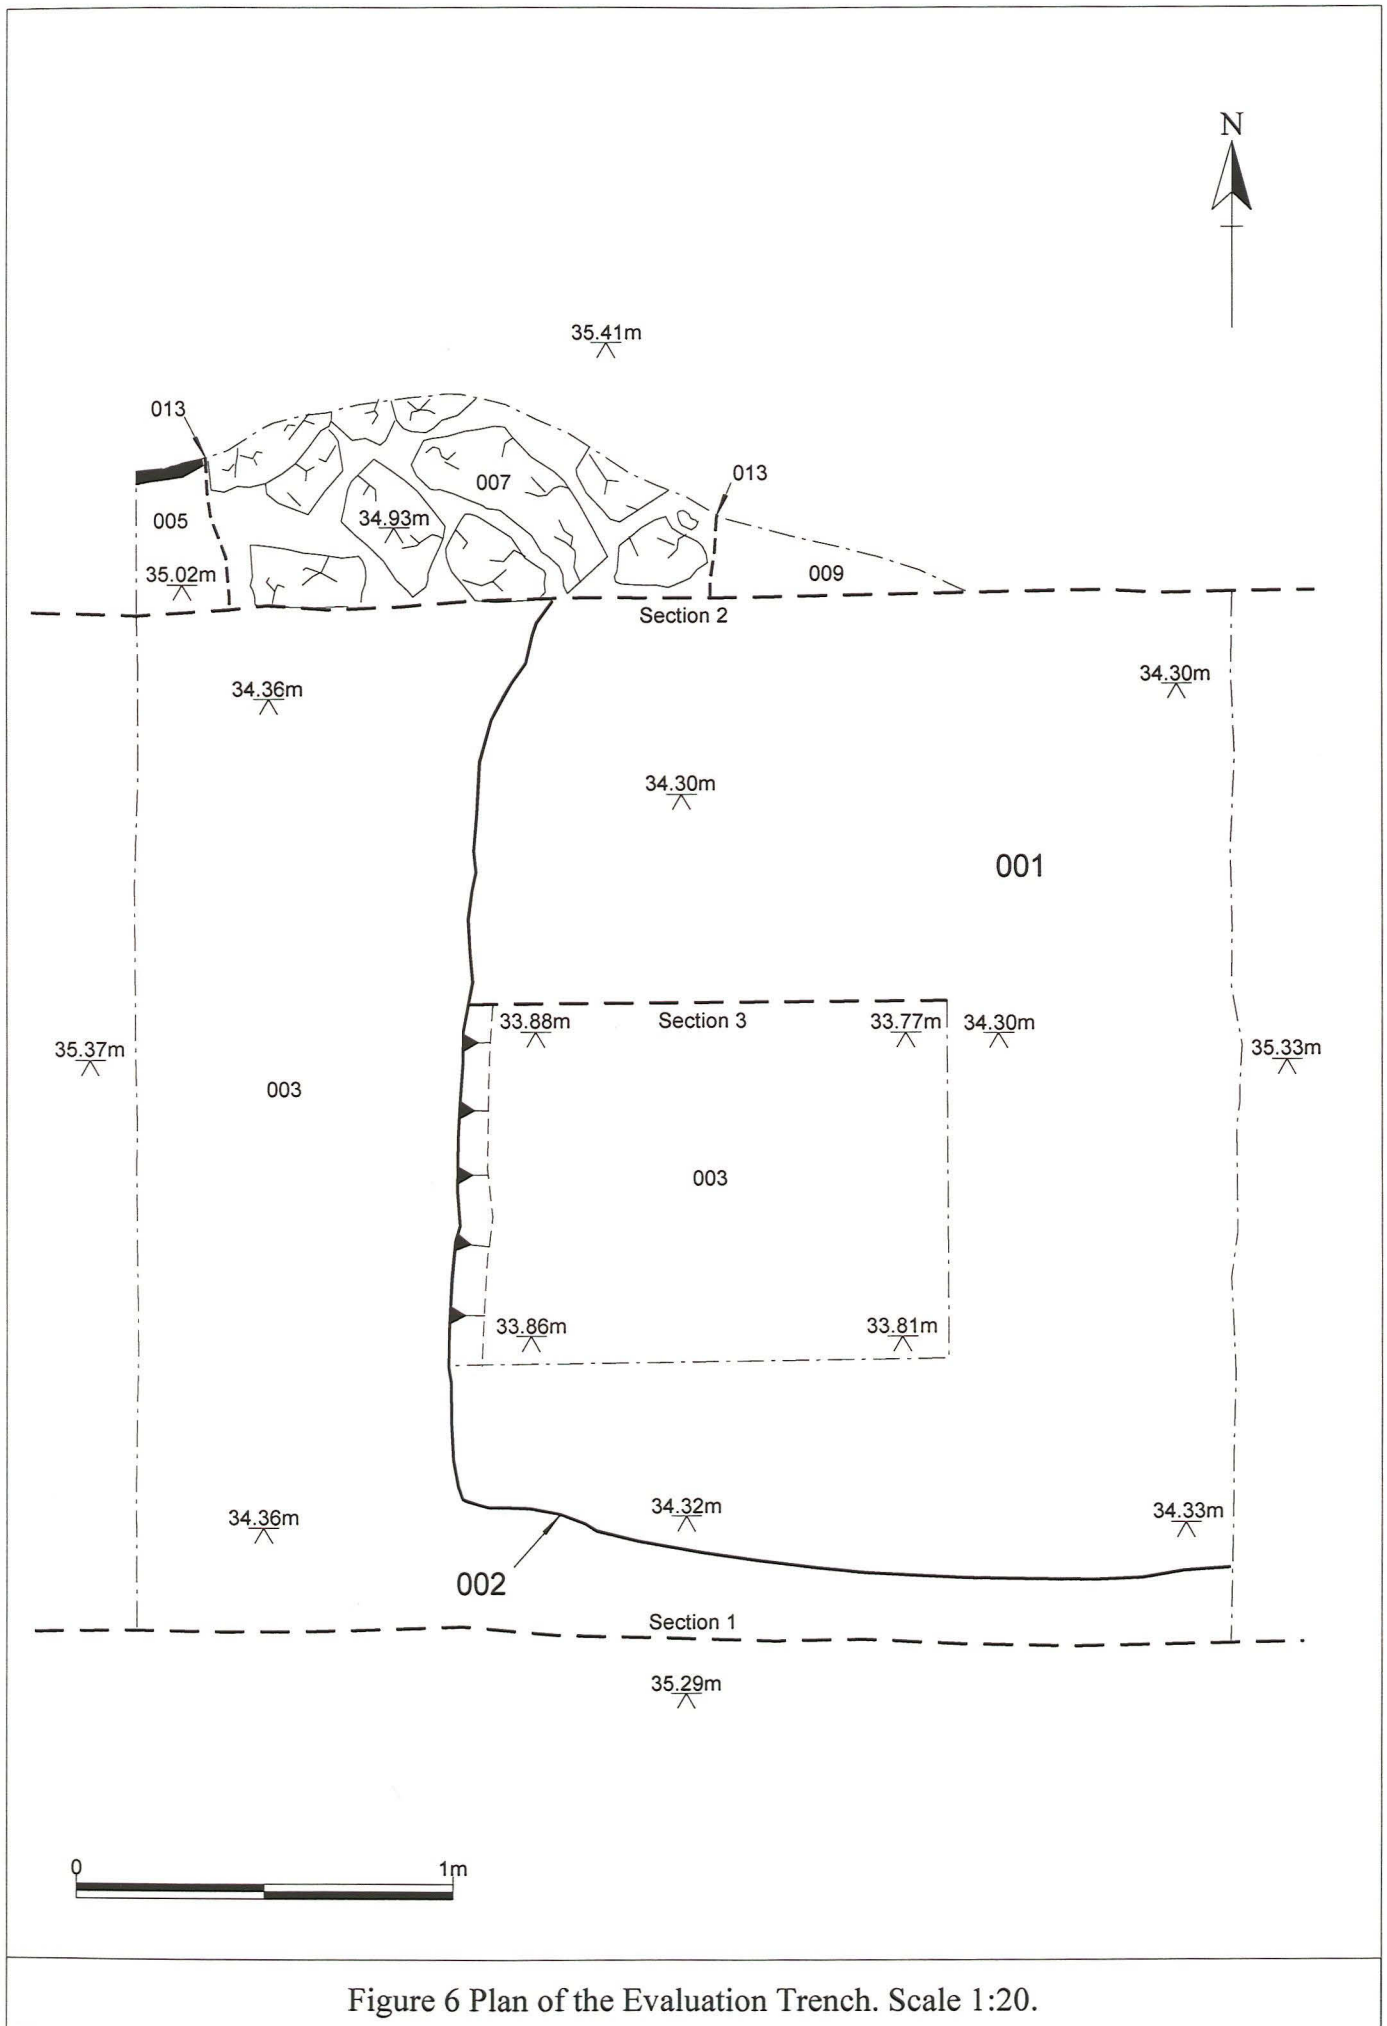 N
35.41m
013
013
007
005
34.93m
35.02m
009
Section 2
34.36m
34.30m
34.30m
001
33.88m
Section 3
33.77m
34.30m
35.37m
35.33m
003
003
33.86m
33.81m
34.36m
34.32m
34.33m
002
Section 1
35.29m
0
1m
Figure 6 Plan of the Evaluation Trench. Scale 1:20.